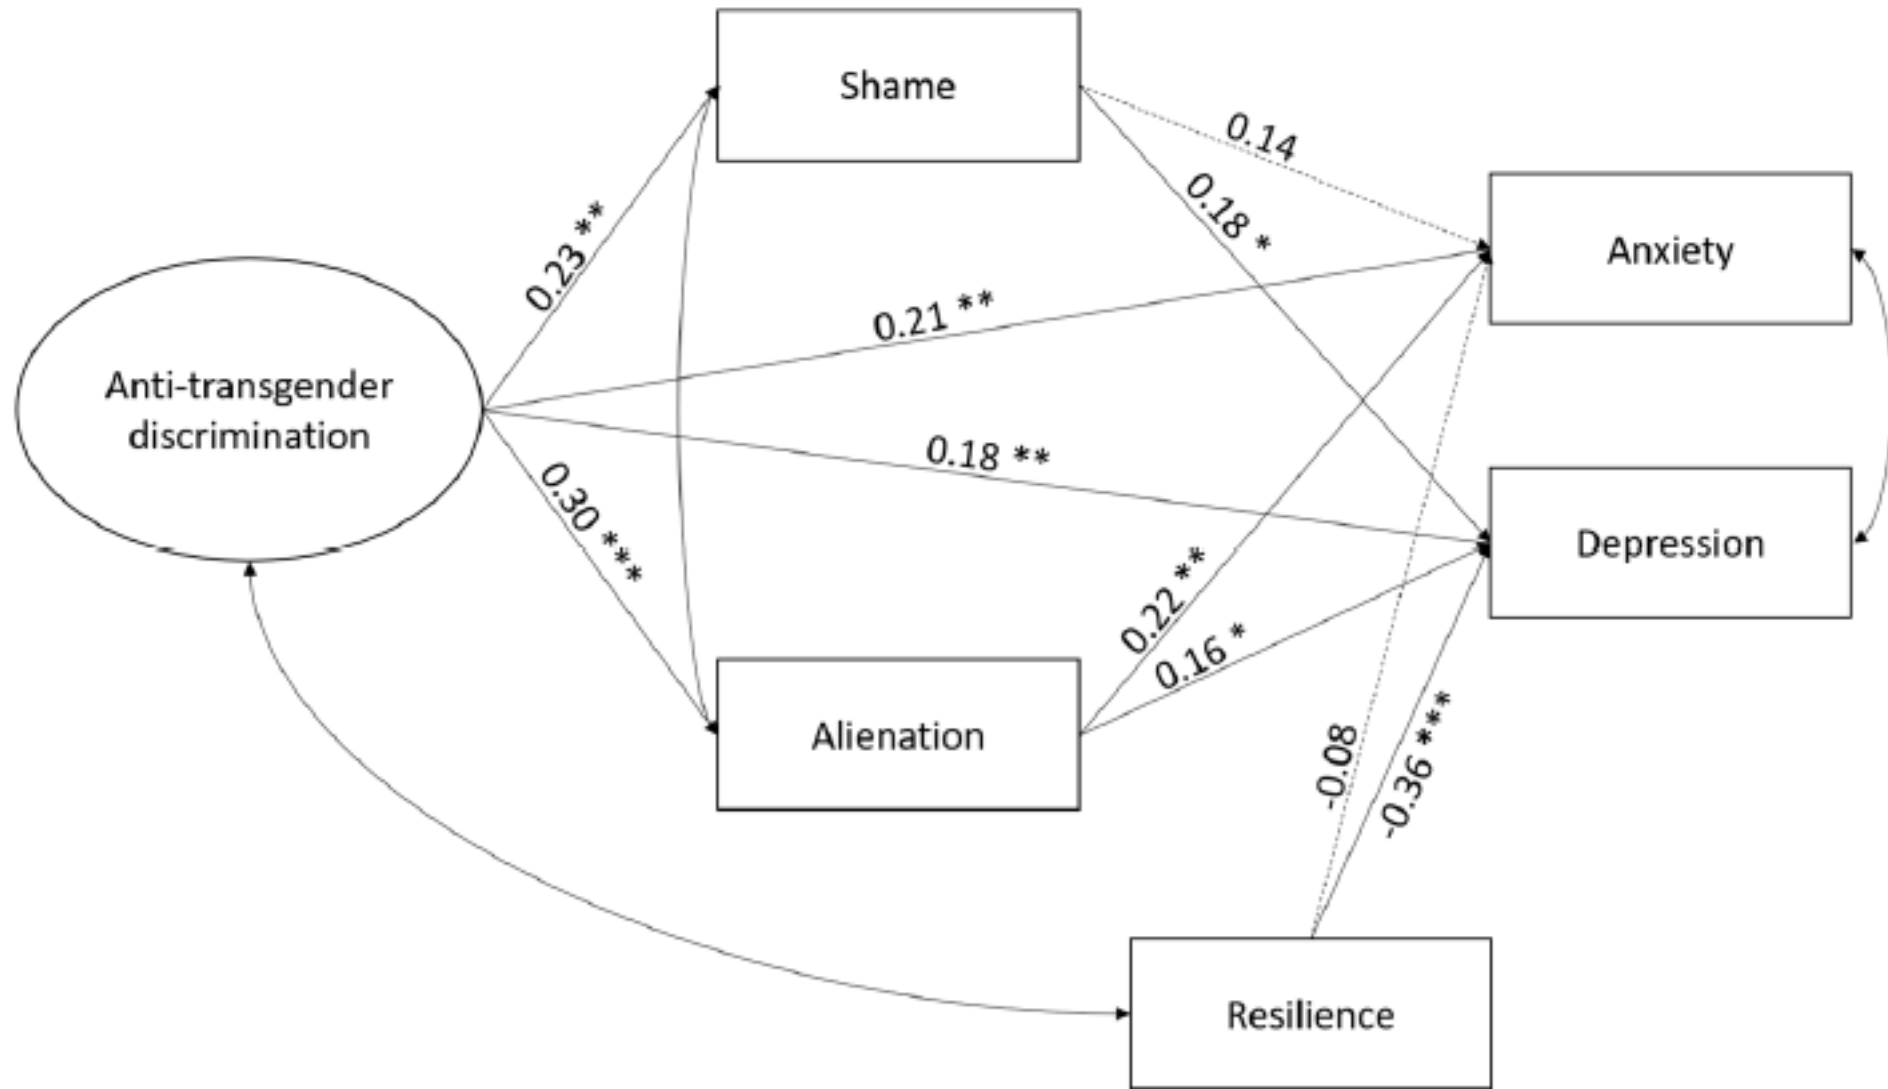 Shame
0.14
0.18 *
0.23 **
Anxiety
0.21 **
Anti-transgender
discrimination
0.18 **
0.30 ***
Depression
0.22 **
0.16 *
Alienation
-0.08
-0.36 ***
Resilience